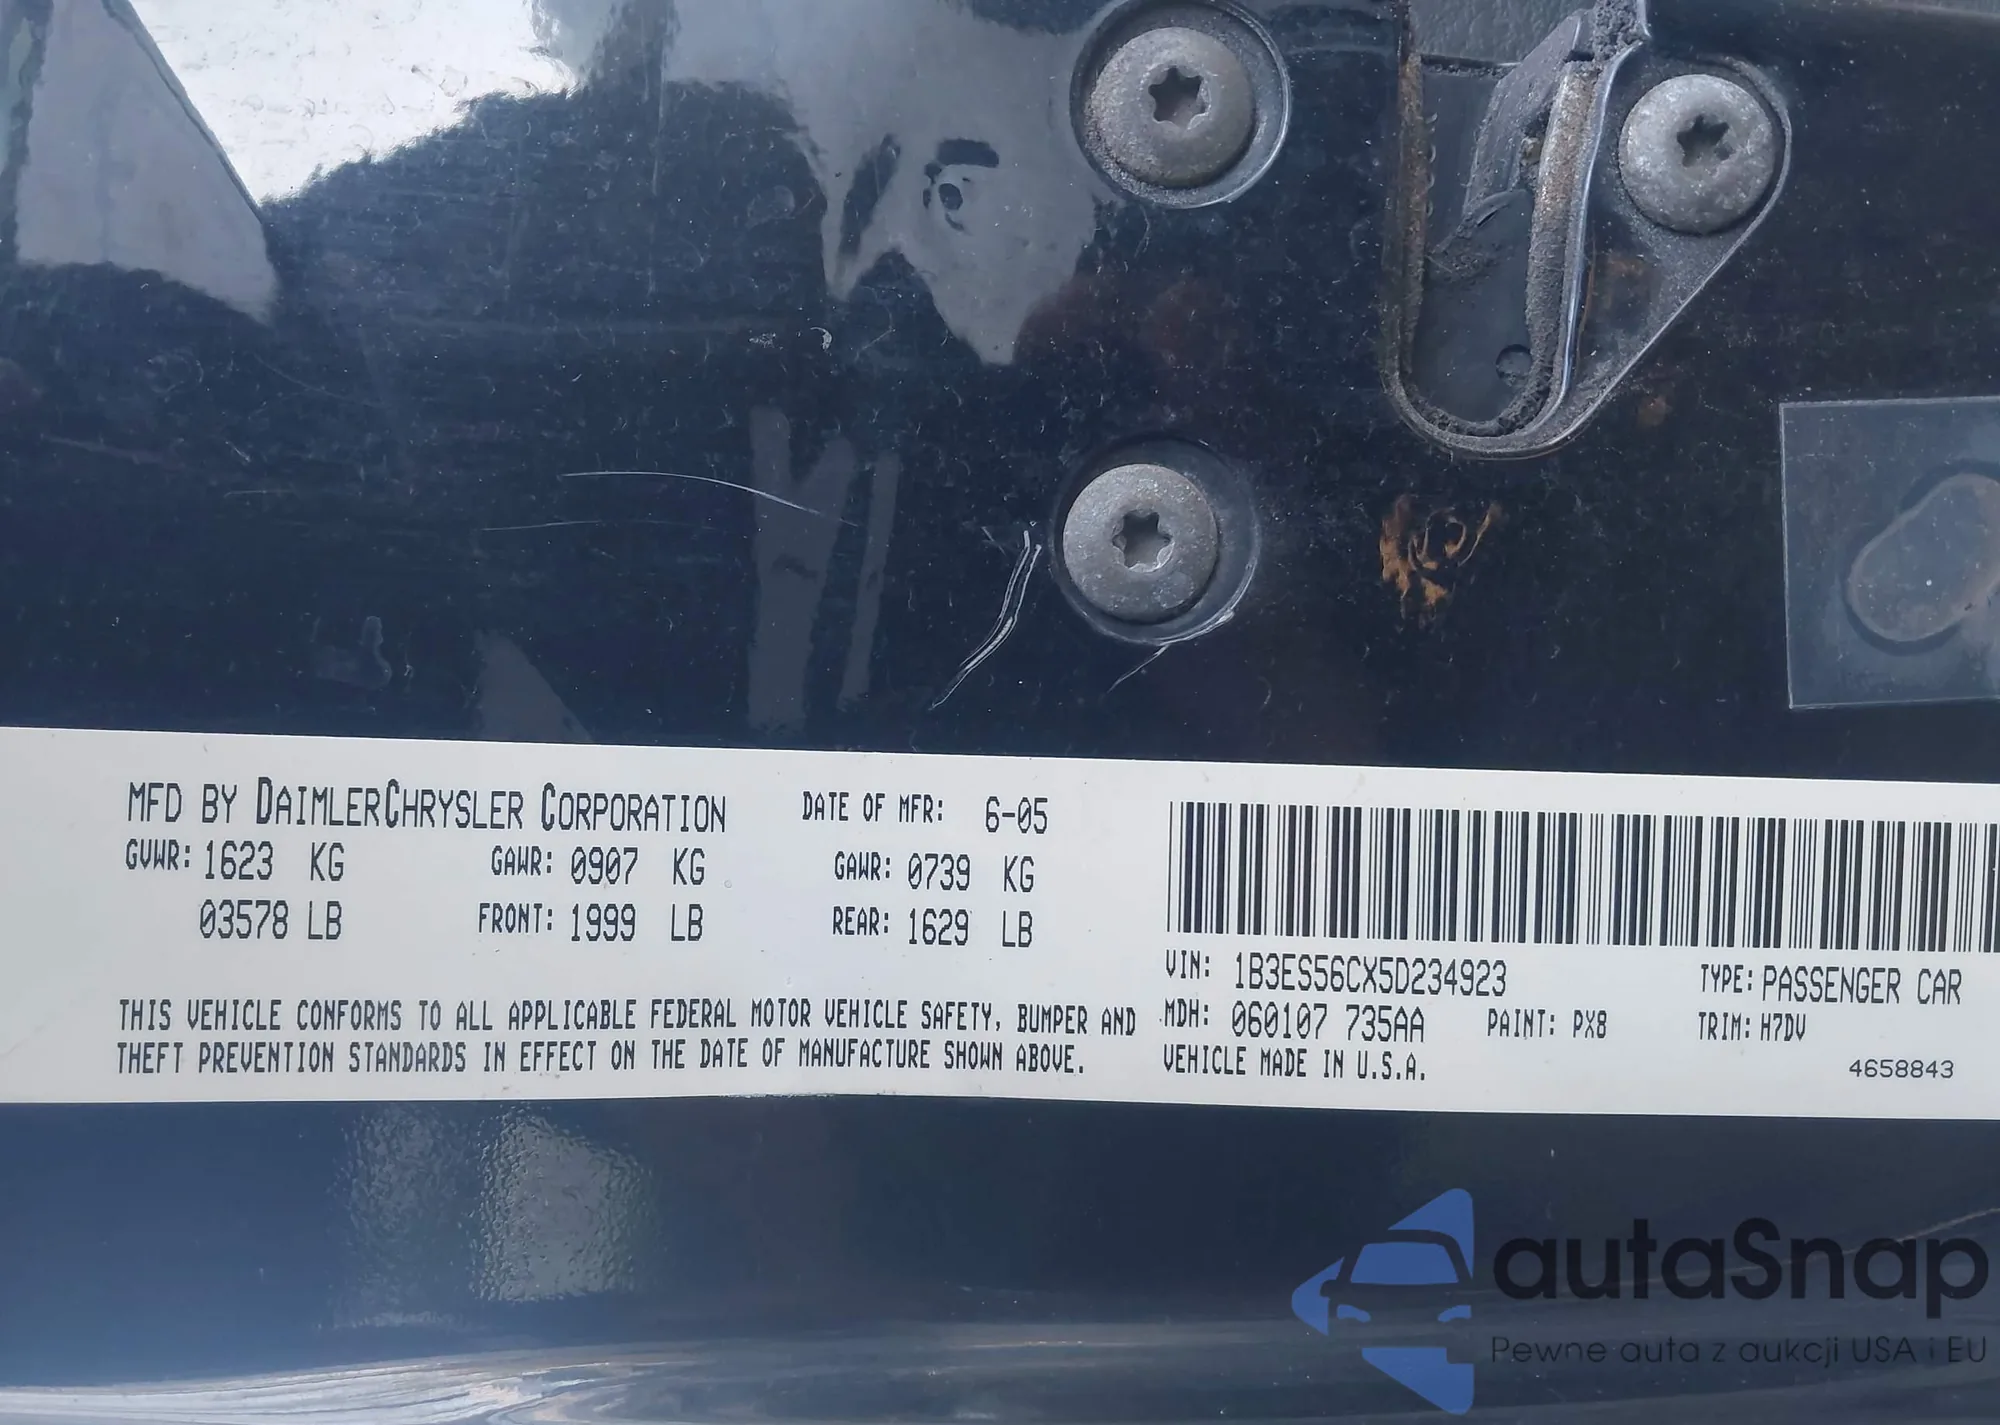 MFD BY DAIMLERCHRYSLER CORPORATION DATE OF MFR: 6-05
GVWR: 1623 KG GAWR: 0907 KG GAWR: 0739 KG
03578 LB FRONT: 1999 LB REAR: 1629 LB
THIS VEHICLE CONFORMS TO ALL APPLICABLE FEDERAL MOTOR VEHICLE SAFETY, BUMPER AND
THEFT PREVENTION STANDARDS IN EFFECT ON THE DATE OF MANUFACTURE SHOWN ABOVE.
VIN: 1B3ES56CX5D234923 TYPE: PASSENGER CAR
MDH: 060107 735AA PAINT: PX8 TRIM: H7DV
VEHICLE MADE IN U.S.A.
4658843
autaSnap
Pewne auta z aukcji USA i EU